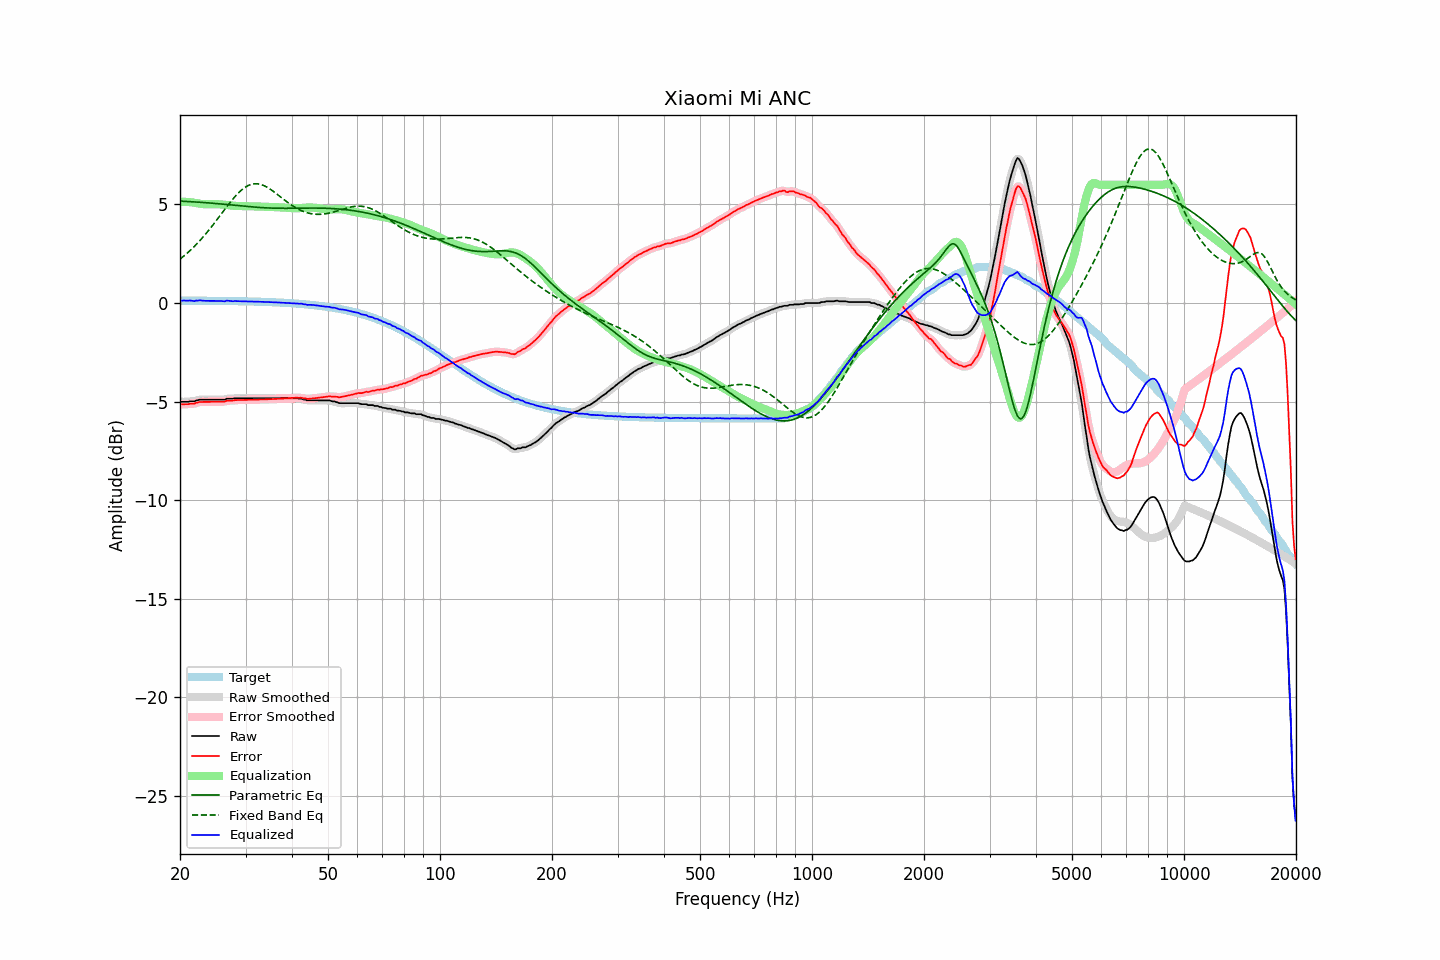 Xiaomi Mi ANC
Amplitude (dBr)
5
0
−5
−10
−15
−20
−25
Target
Raw Smoothed
Error Smoothed
Raw
Error
Equalization
Parametric Eq
Fixed Band Eq
Equalized
20 50 100 200 500 1000 2000 5000 10000 20000
Frequency (Hz)